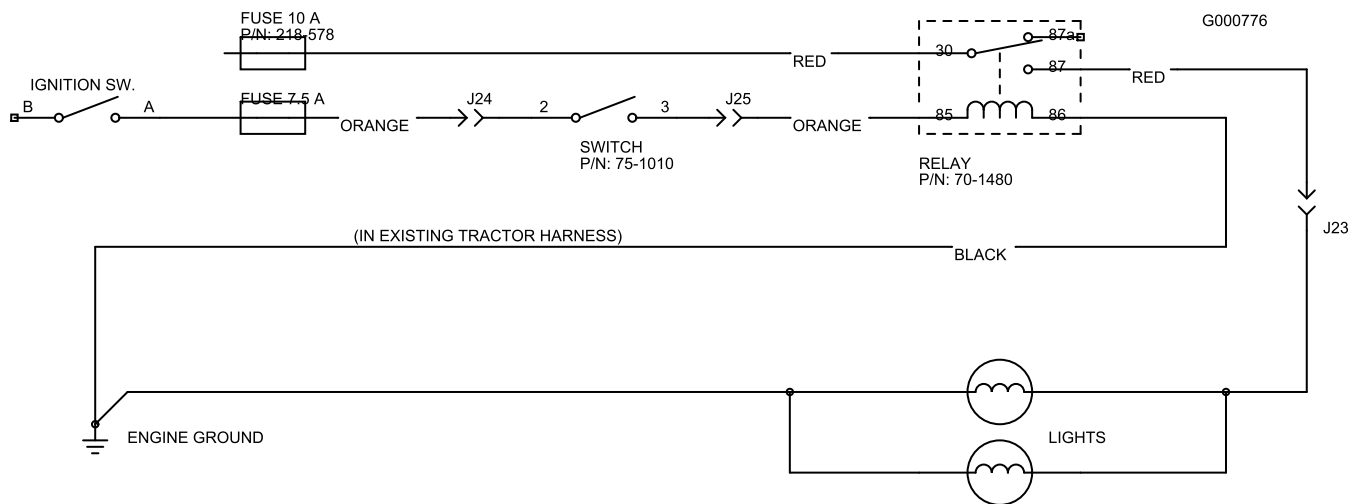 FUSE 10 A
P/N: 218-578
G000776
87a
30
RED
87
RED
IGNITION SW.
B
A
FUSE 7.5 A
ORANGE
J24
2
3
J25
ORANGE
85
86
SWITCH
P/N: 75-1010
RELAY
P/N: 70-1480
(IN EXISTING TRACTOR HARNESS)
BLACK
J23
ENGINE GROUND
LIGHTS